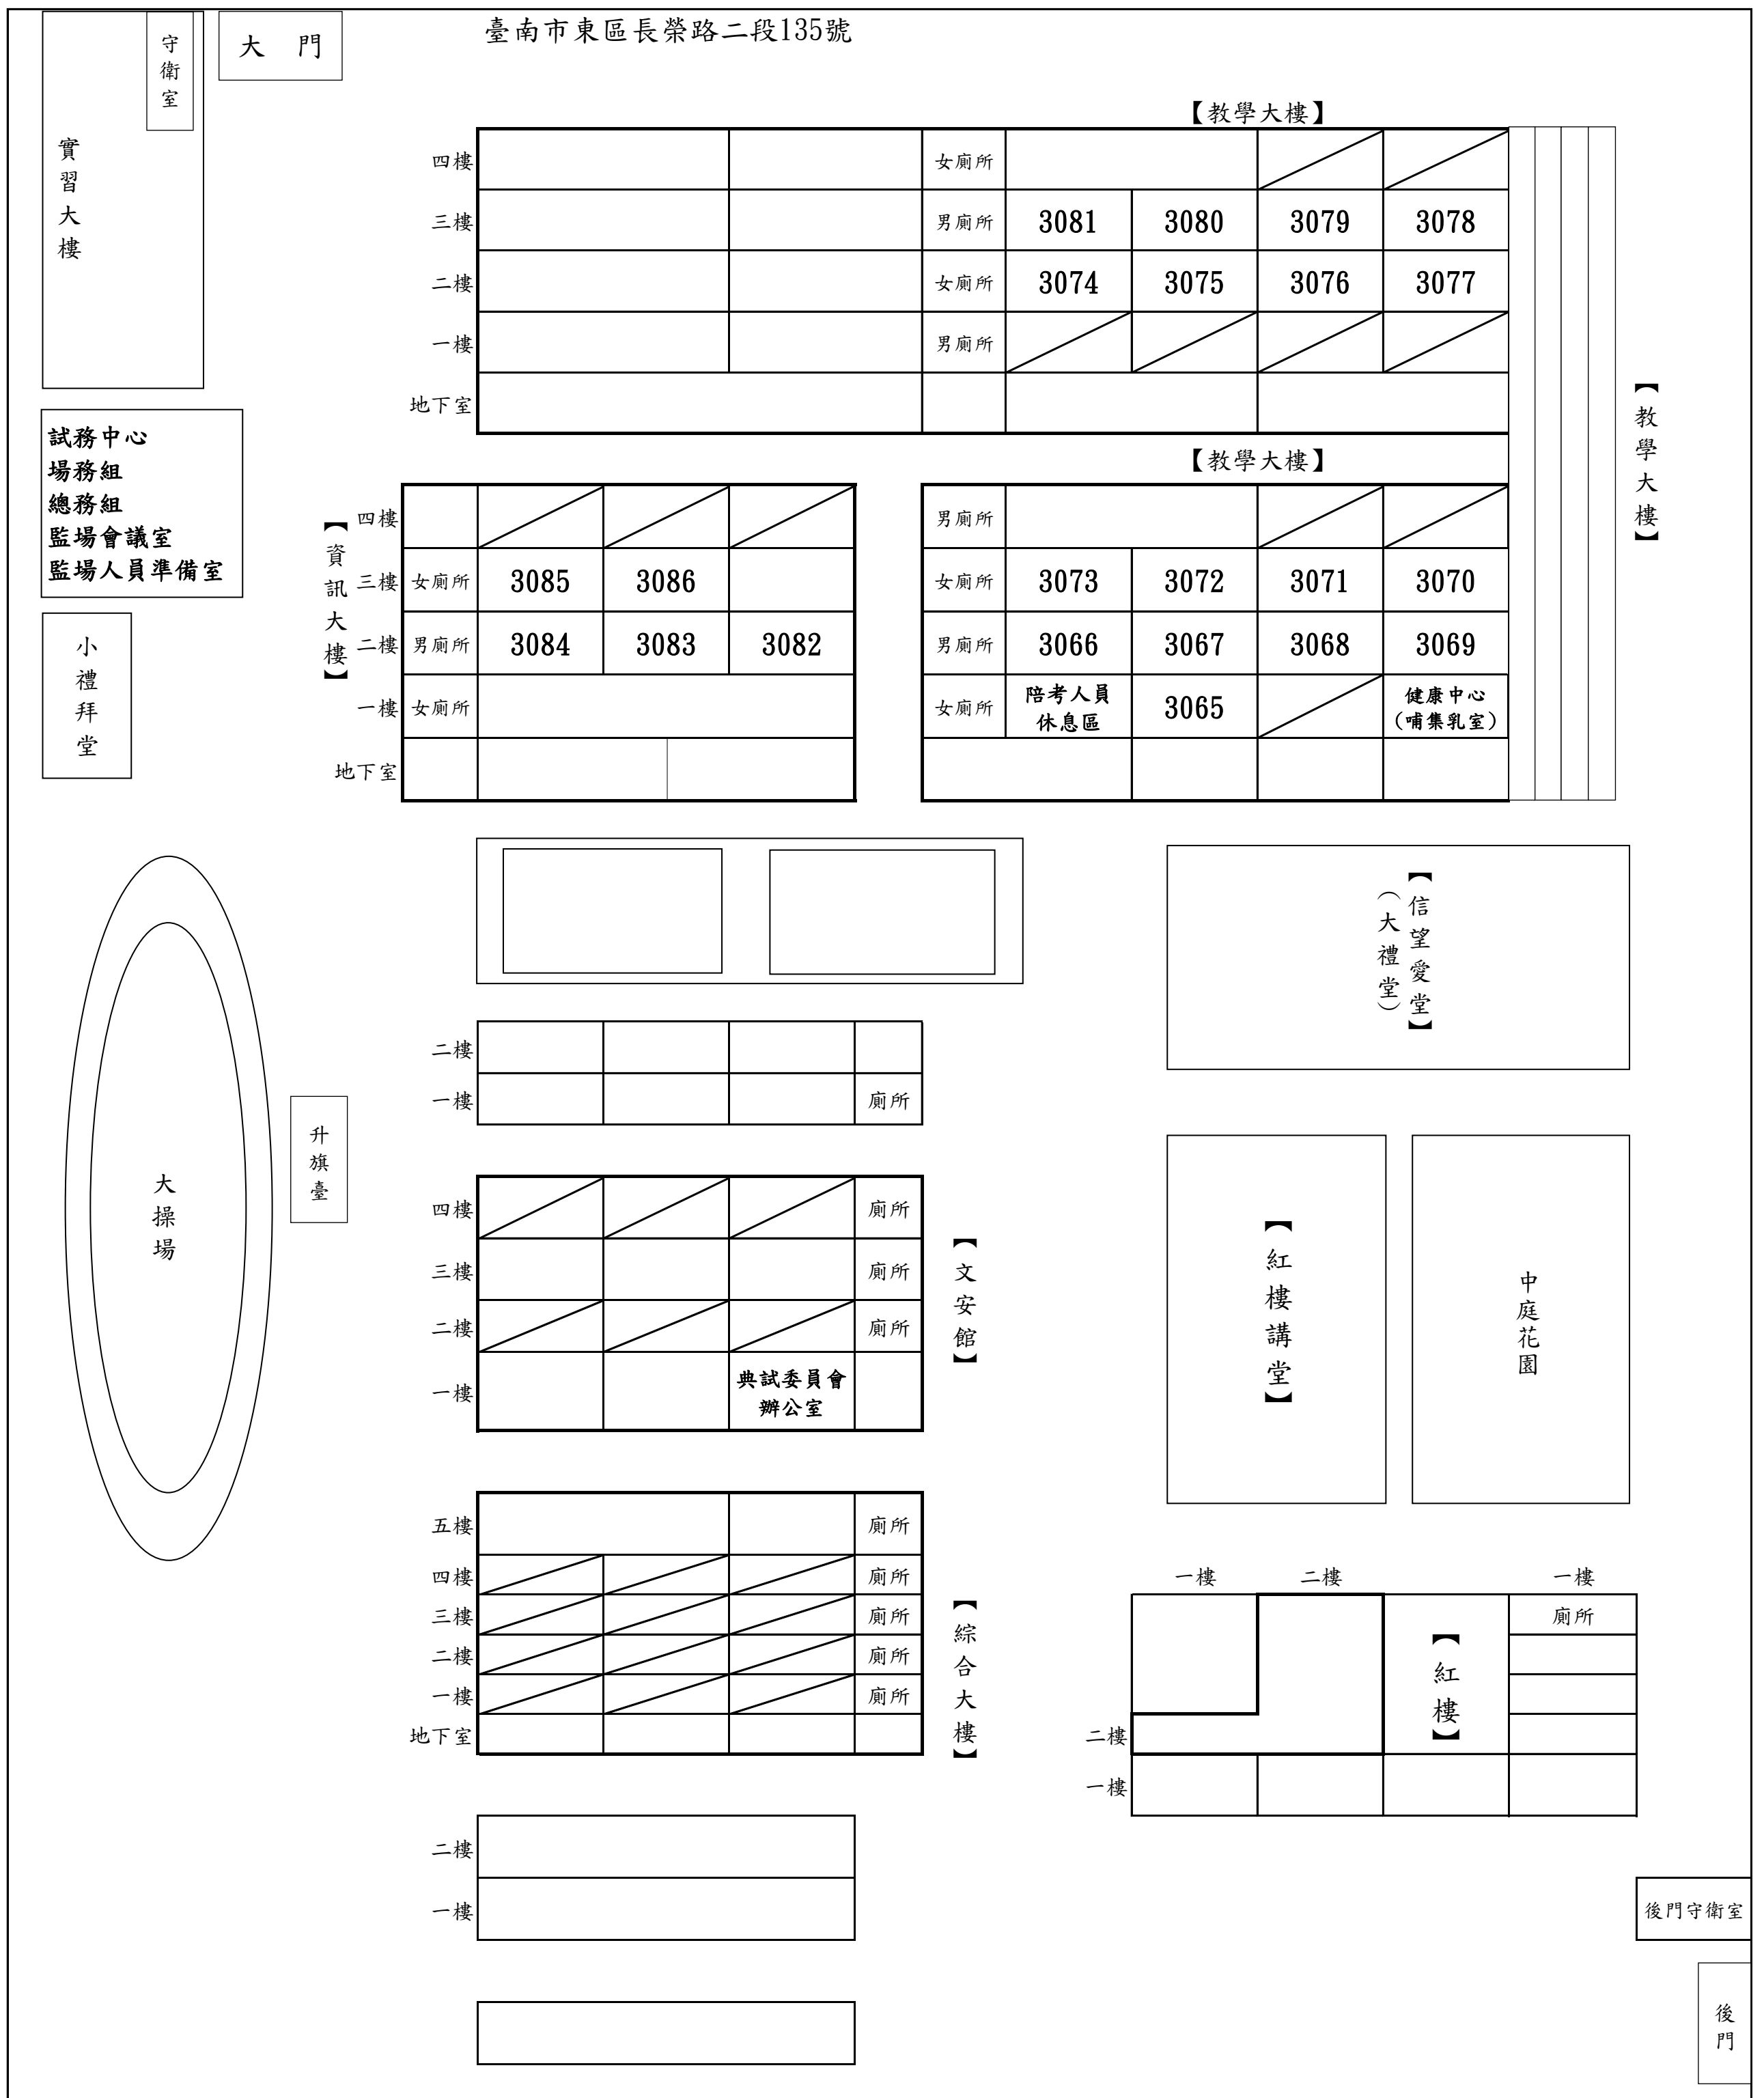 臺南市東區長榮路二段135號
大 門
守衛室
實習大樓
【教學大樓】
四樓 女廁所
三樓 男廁所 3081 3080 3079 3078
二樓 女廁所 3074 3075 3076 3077
一樓 男廁所
地下室
【教學大樓】
試務中心
場務組
總務組
監場會議室
監場人員準備室
小禮拜堂
【資訊大樓】
四樓
三樓 女廁所 3085 3086
二樓 男廁所 3084 3083 3082
一樓 女廁所
地下室
【教學大樓】
男廁所
女廁所 3073 3072 3071 3070
男廁所 3066 3067 3068 3069
女廁所 陪考人員休息區 3065 健康中心(哺集乳室)
【信望愛堂】
(大禮堂)
二樓
一樓 廁所
大操場
升旗臺
四樓 廁所
三樓 廁所
二樓 廁所
一樓 典試委員會辦公室
【文安館】
【紅樓講堂】
中庭花園
五樓 廁所
四樓 廁所
三樓 廁所
二樓 廁所
一樓 廁所
地下室
【綜合大樓】
一樓 二樓 一樓
廁所
【紅樓】
二樓
一樓
二樓
一樓
後門守衛室
後門